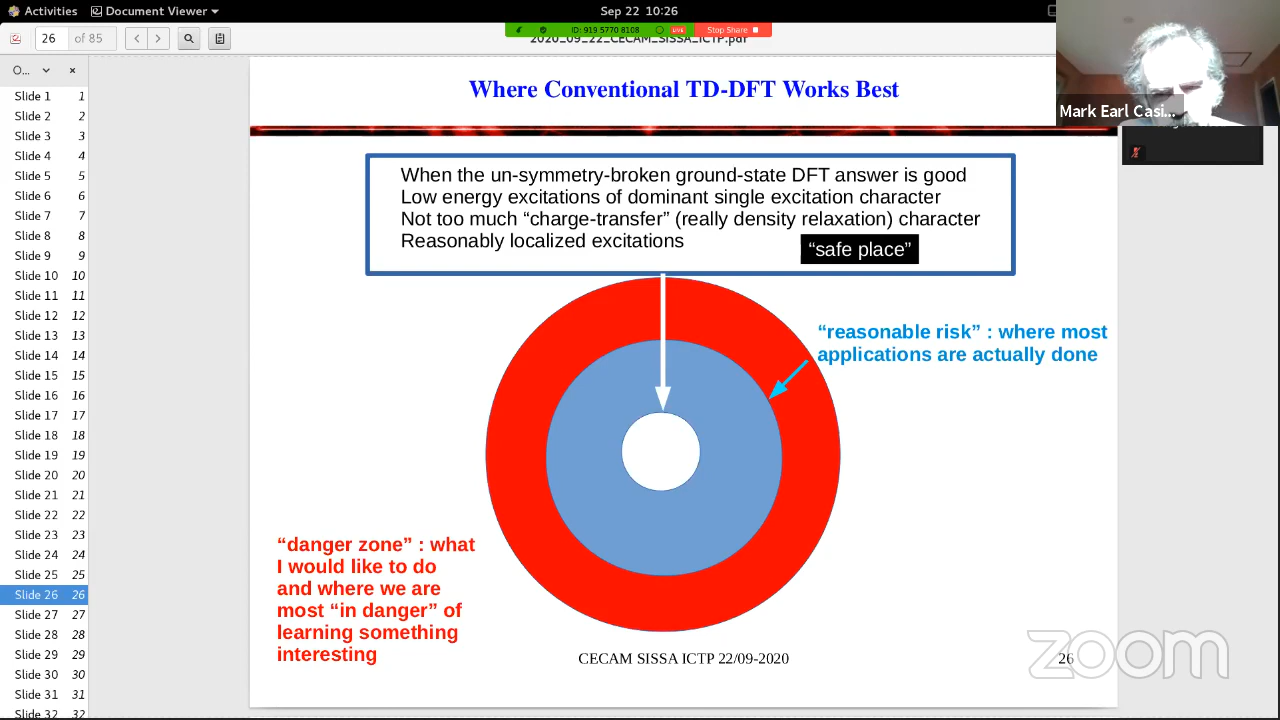 Activities
Document Viewer
Sep 22 10:26
26
of 85
ID: 919 5770 8108
LIVE
Stop Share
2020_09_22_CECAM_SISSA_ICTP.pdf
O...
Slide 1 1
Slide 2 2
Slide 3 3
Slide 4 4
Slide 5 5
Slide 6 6
Slide 7 7
Slide 8 8
Slide 9 9
Slide 10 10
Slide 11 11
Slide 12 12
Slide 13 13
Slide 14 14
Slide 15 15
Slide 16 16
Slide 17 17
Slide 18 18
Slide 19 19
Slide 20 20
Slide 21 21
Slide 22 22
Slide 23 23
Slide 24 24
Slide 25 25
Slide 26 26
Slide 27 27
Slide 28 28
Slide 29 29
Slide 30 30
Slide 31 31
Slide 32 32
Where Conventional TD-DFT Works Best
When the un-symmetry-broken ground-state DFT answer is good
Low energy excitations of dominant single excitation character
Not too much “charge-transfer” (really density relaxation) character
Reasonably localized excitations
“safe place”
“reasonable risk” : where most
applications are actually done
“danger zone” : what
I would like to do
and where we are
most “in danger” of
learning something
interesting
CECAM SISSA ICTP 22/09-2020
26
Mark Earl Casi...
zoom